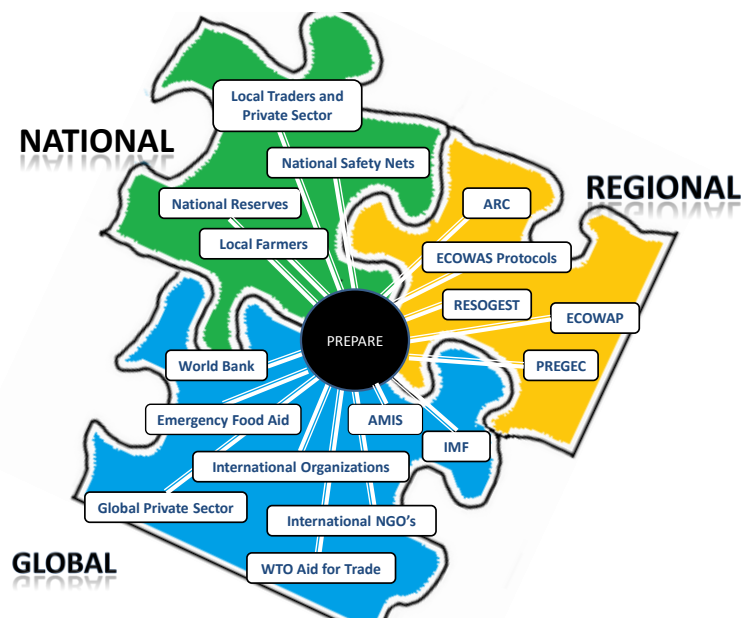 Local Traders and
Private Sector
NATIONAL
National Safety Nets
REGIONAL
National Reserves
ARC
Local Farmers
ECOWAS Protocols
RESOGEST
ECOWAP
PREPARE
World Bank
PREGEC
Emergency Food Aid
AMIS
IMF
International Organizations
Global Private Sector
International NGO's
GLOBAL
WTO Aid for Trade